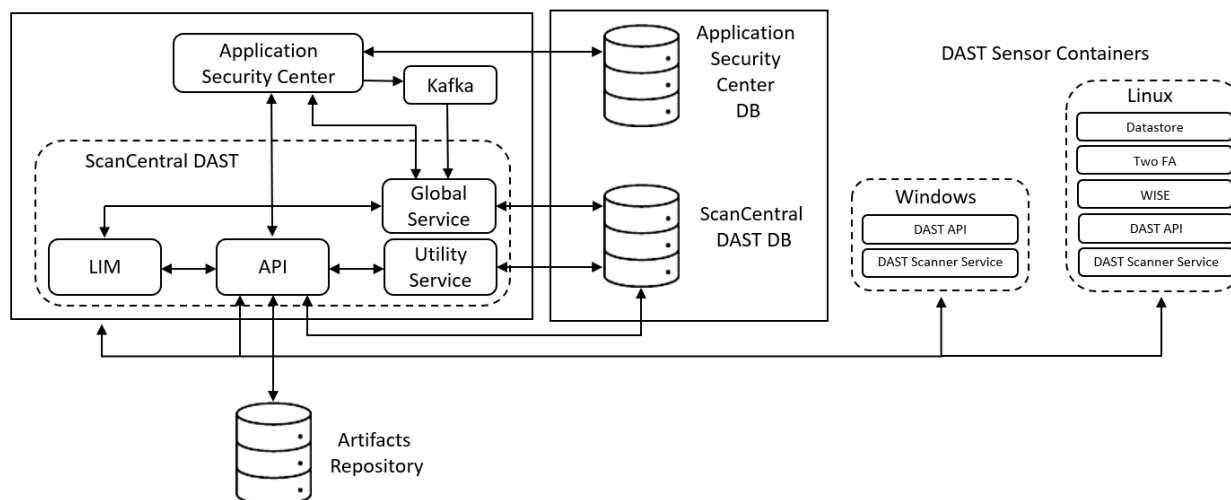 Application
Security Center
Kafka
ScanCentral DAST
Global
Service
LIM
API
Utility
Service
Application
Security
Center
DB
ScanCentral
DAST DB
DAST Sensor Containers
Windows
DAST API
DAST Scanner Service
Linux
Datastore
Two FA
WISE
DAST API
DAST Scanner Service
Artifacts
Repository